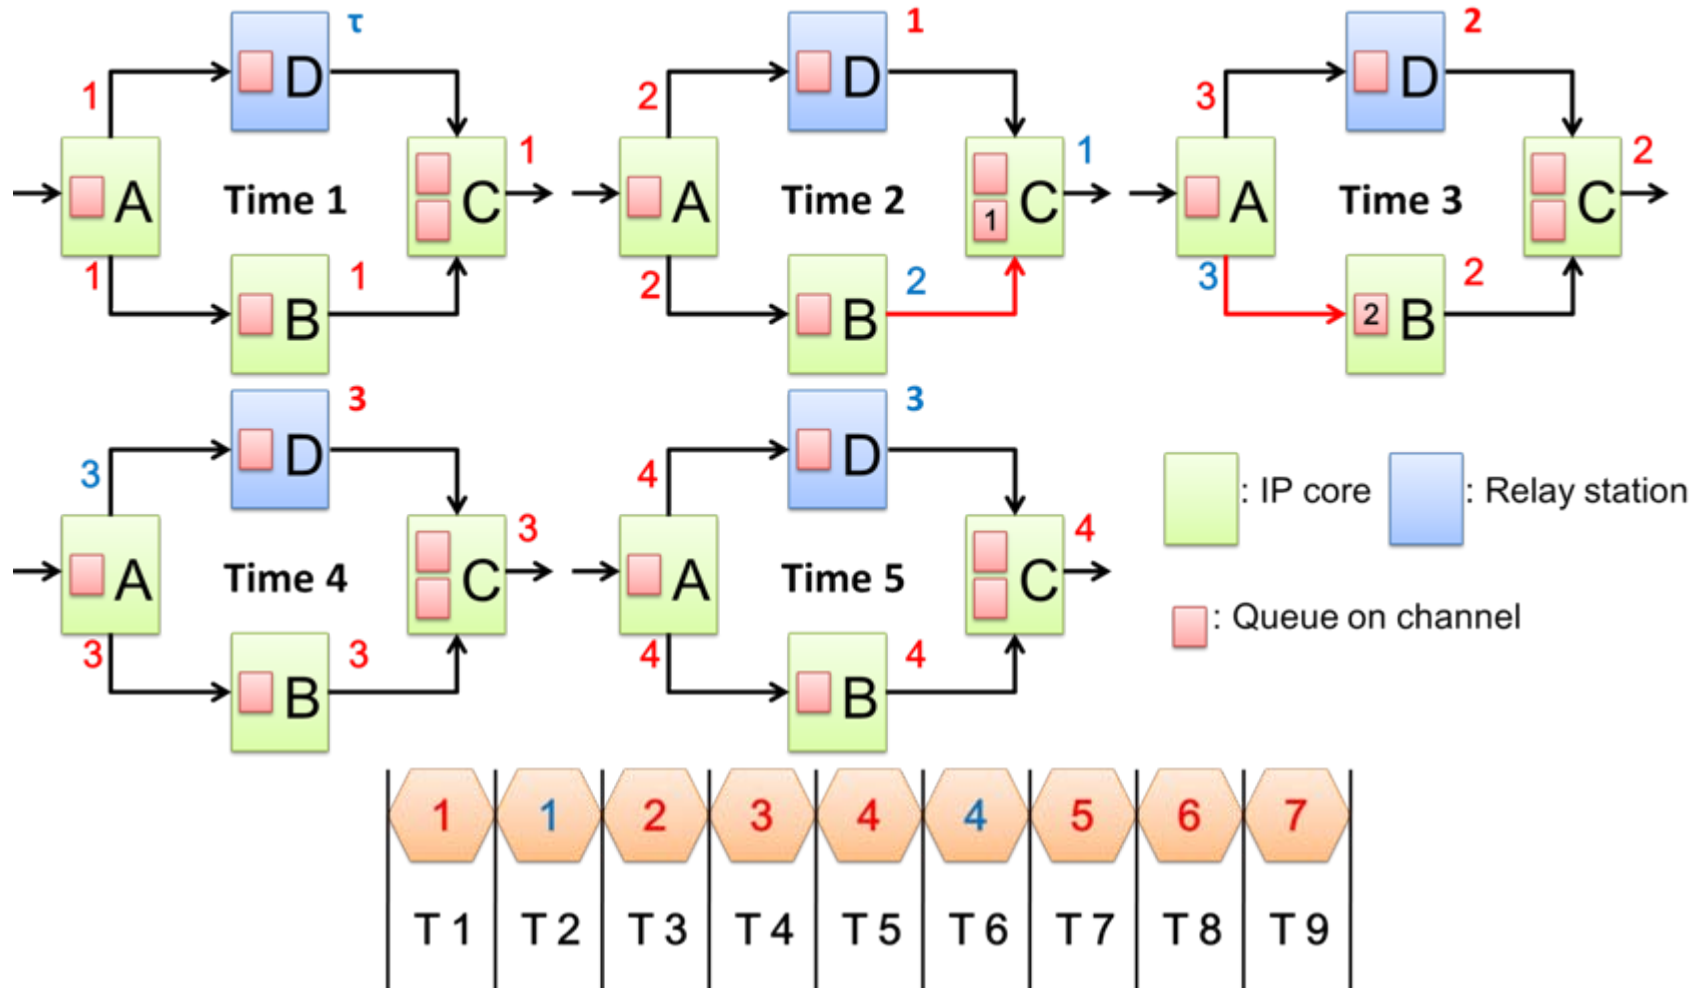 τ 1 2
1 D 2 D 3 D
1 1 2
A Time 1 C A Time 2 1 C A Time 3 C
1 1 2 2 3 2
B B 2 B
3 3
3 D 4 D : IP core : Relay station
3 4
A Time 4 C A Time 5 C : Queue on channel
3 3 4 4
B B
1 1 2 3 4 4 5 6 7
T 1 T 2 T 3 T 4 T 5 T 6 T 7 T 8 T 9